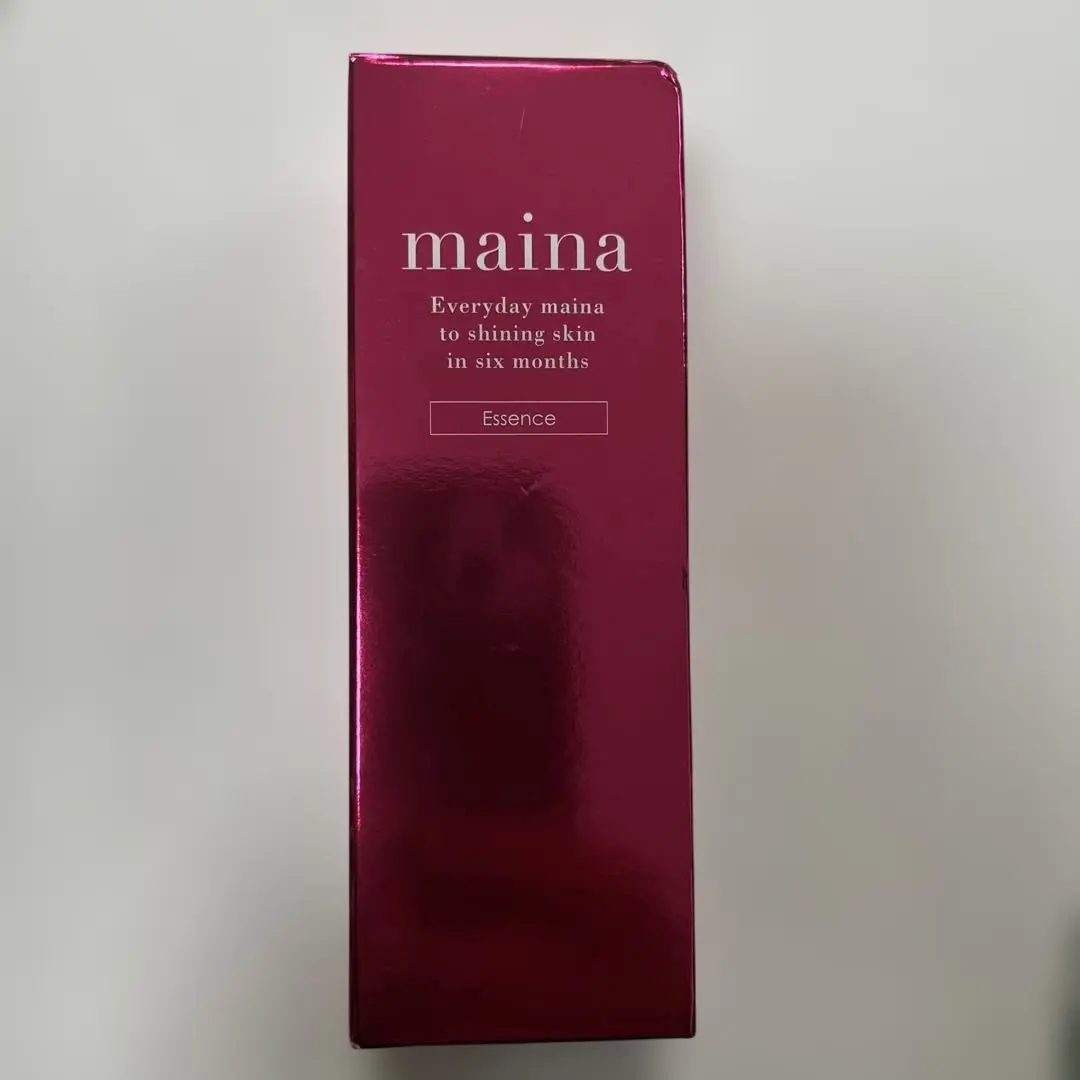 maina
Everyday maina
to shining skin
in six months
Essence